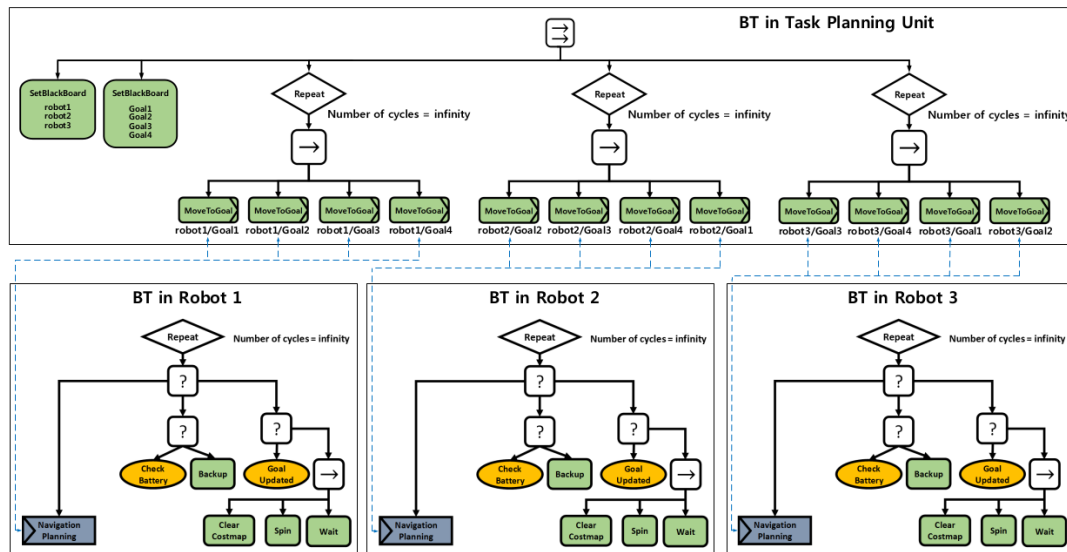 BT in Task Planning Unit
→
→
SetBlackBoard
robot1
robot2
robot3
SetBlackBoard
Goal1
Goal2
Goal3
Goal4
Repeat
Number of cycles = infinity
→
MoveToGoal
robot1/Goal1
MoveToGoal
robot1/Goal2
MoveToGoal
robot1/Goal3
MoveToGoal
robot1/Goal4
Repeat
Number of cycles = infinity
→
MoveToGoal
robot2/Goal2
MoveToGoal
robot2/Goal3
MoveToGoal
robot2/Goal4
MoveToGoal
robot2/Goal1
Repeat
Number of cycles = infinity
→
MoveToGoal
robot3/Goal3
MoveToGoal
robot3/Goal4
MoveToGoal
robot3/Goal1
MoveToGoal
robot3/Goal2
BT in Robot 1
Repeat
Number of cycles = infinity
?
?
?
Check
Battery
Backup
Goal
Updated
→
Navigation
Planning
Clear
Costmap
Spin
Wait
BT in Robot 2
Repeat
Number of cycles = infinity
?
?
?
Check
Battery
Backup
Goal
Updated
→
Navigation
Planning
Clear
Costmap
Spin
Wait
BT in Robot 3
Repeat
Number of cycles = infinity
?
?
?
Check
Battery
Backup
Goal
Updated
→
Navigation
Planning
Clear
Costmap
Spin
Wait